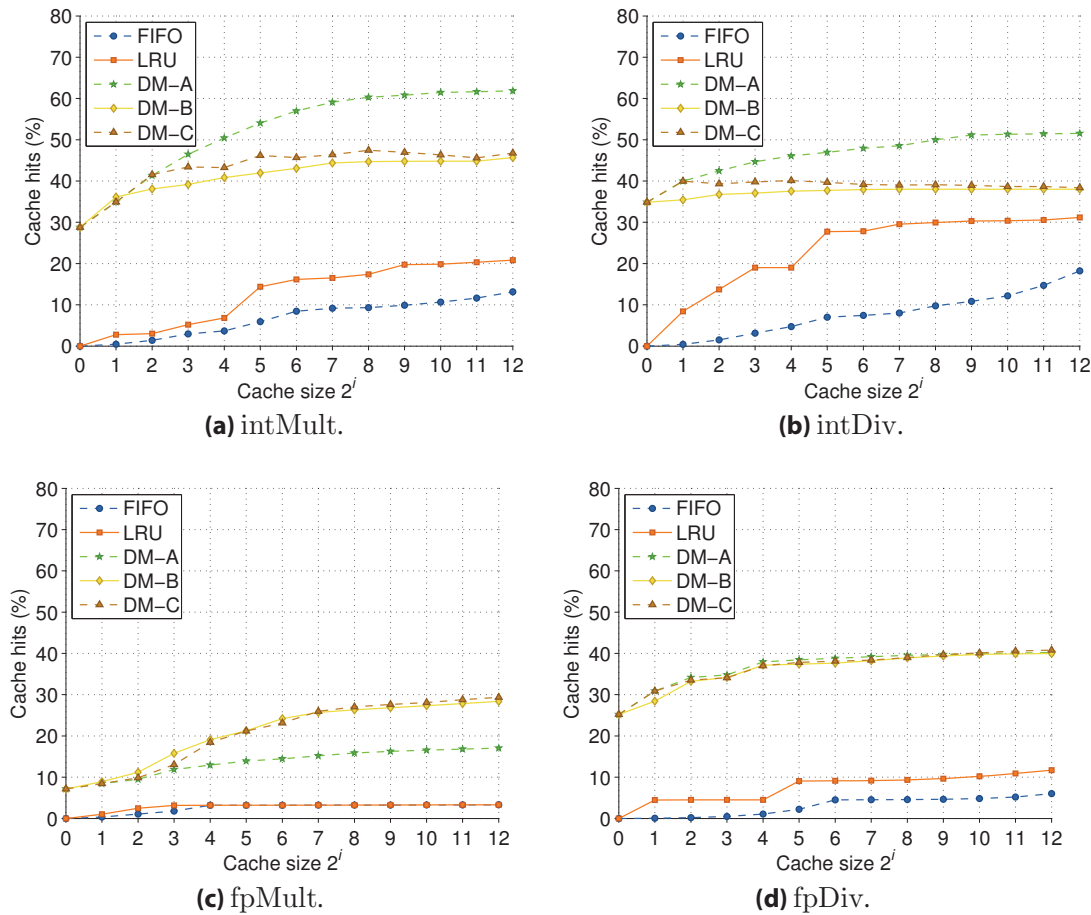 80
70
60
50
40
30
20
10
0
Cache hits (%)
FIFO
LRU
DM-A
DM-B
DM-C
0 1 2 3 4 5 6 7 8 9 10 11 12
Cache size 2^i
(a) intMult.
80
70
60
50
40
30
20
10
0
Cache hits (%)
FIFO
LRU
DM-A
DM-B
DM-C
0 1 2 3 4 5 6 7 8 9 10 11 12
Cache size 2^i
(b) intDiv.
80
70
60
50
40
30
20
10
0
Cache hits (%)
FIFO
LRU
DM-A
DM-B
DM-C
0 1 2 3 4 5 6 7 8 9 10 11 12
Cache size 2^i
(c) fpMult.
80
70
60
50
40
30
20
10
0
Cache hits (%)
FIFO
LRU
DM-A
DM-B
DM-C
0 1 2 3 4 5 6 7 8 9 10 11 12
Cache size 2^i
(d) fpDiv.